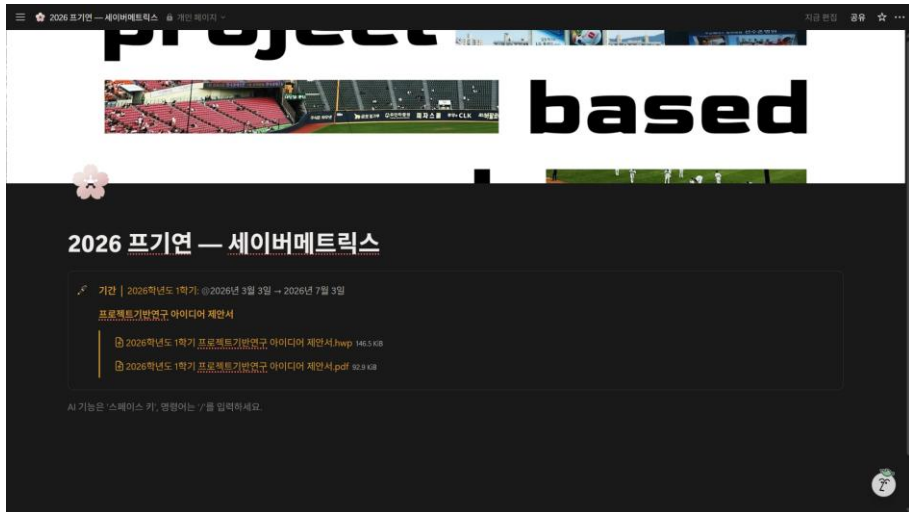 2026 프기연 — 세이버메트릭스 개인 페이지
지금 편집 공유
project
based
2026 프기연 — 세이버메트릭스
기간 | 2026학년도 1학기: @2026년 3월 3일 → 2026년 7월 3일
프로젝트기반연구 아이디어 제안서
2026학년도 1학기 프로젝트기반연구 아이디어 제안서.hwp 146.5 KiB
2026학년도 1학기 프로젝트기반연구 아이디어 제안서.pdf 92.9 KiB
AI 기능은 '스페이스 키', 명령어는 '/'를 입력하세요.